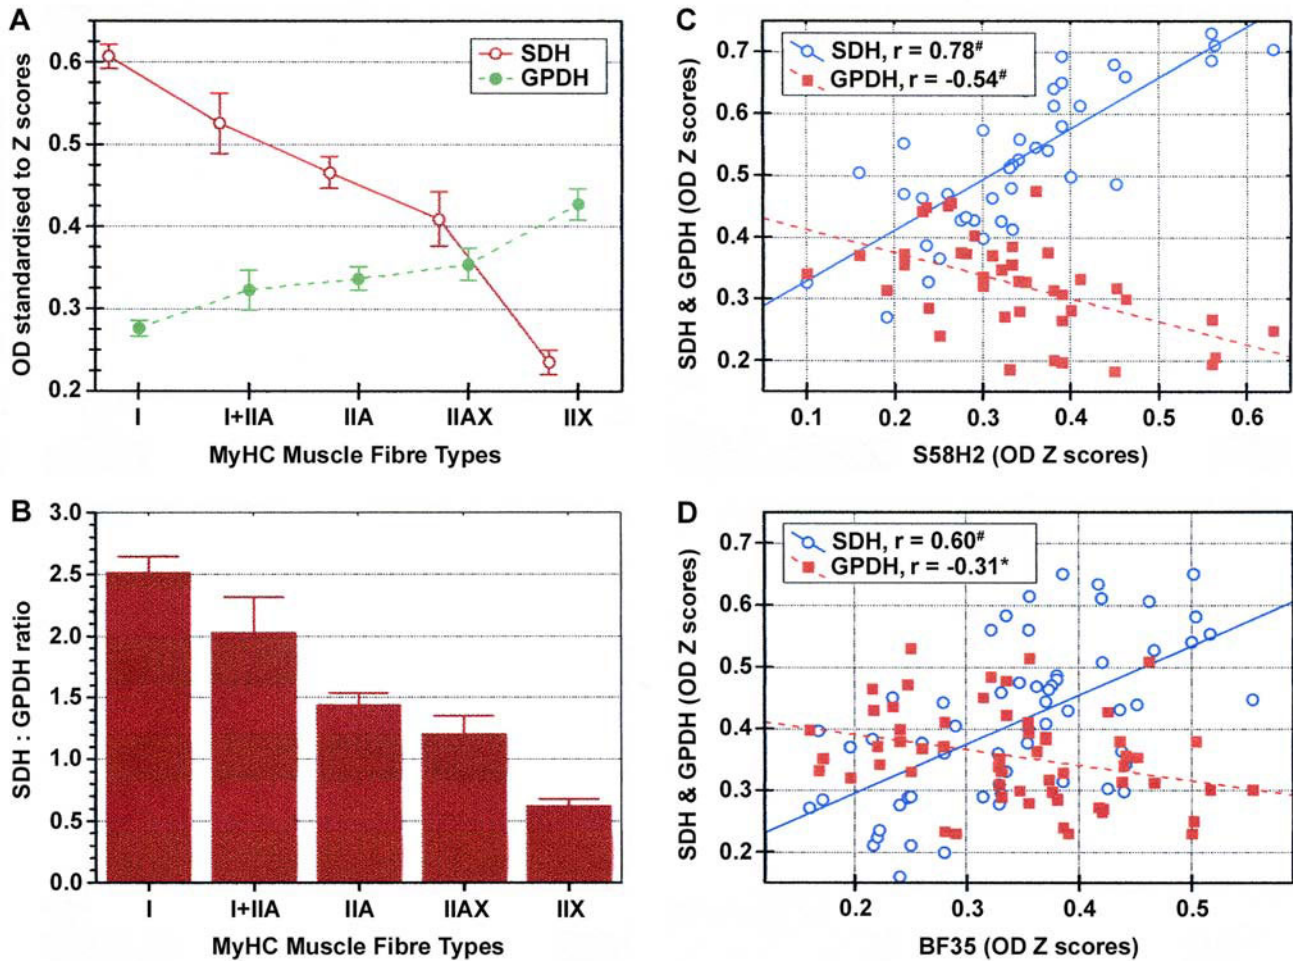 A
OD standardised to Z scores
0.6
0.5
0.4
0.3
0.2
SDH
GPDH
I
I+IIA
IIA
IIAX
IIX
MyHC Muscle Fibre Types
B
SDH : GPDH ratio
3.0
2.5
2.0
1.5
1.0
0.5
0.0
I
I+IIA
IIA
IIAX
IIX
MyHC Muscle Fibre Types
C
SDH & GPDH (OD Z scores)
0.7
0.6
0.5
0.4
0.3
0.2
SDH, r = 0.78#
GPDH, r = -0.54#
0.1
0.2
0.3
0.4
0.5
0.6
S58H2 (OD Z scores)
D
SDH & GPDH (OD Z scores)
0.7
0.6
0.5
0.4
0.3
0.2
SDH, r = 0.60#
GPDH, r = -0.31*
0.2
0.3
0.4
0.5
BF35 (OD Z scores)